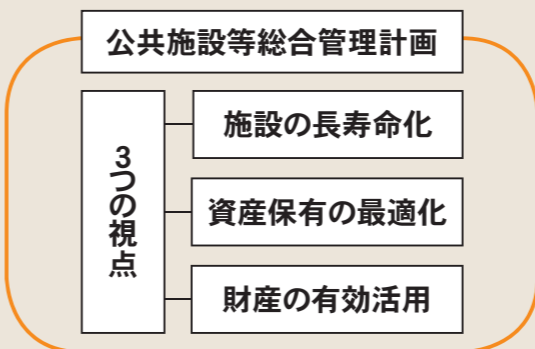 公共施設等総合管理計画
3つの視点
施設の長寿命化
資産保有の最適化
財産の有効活用